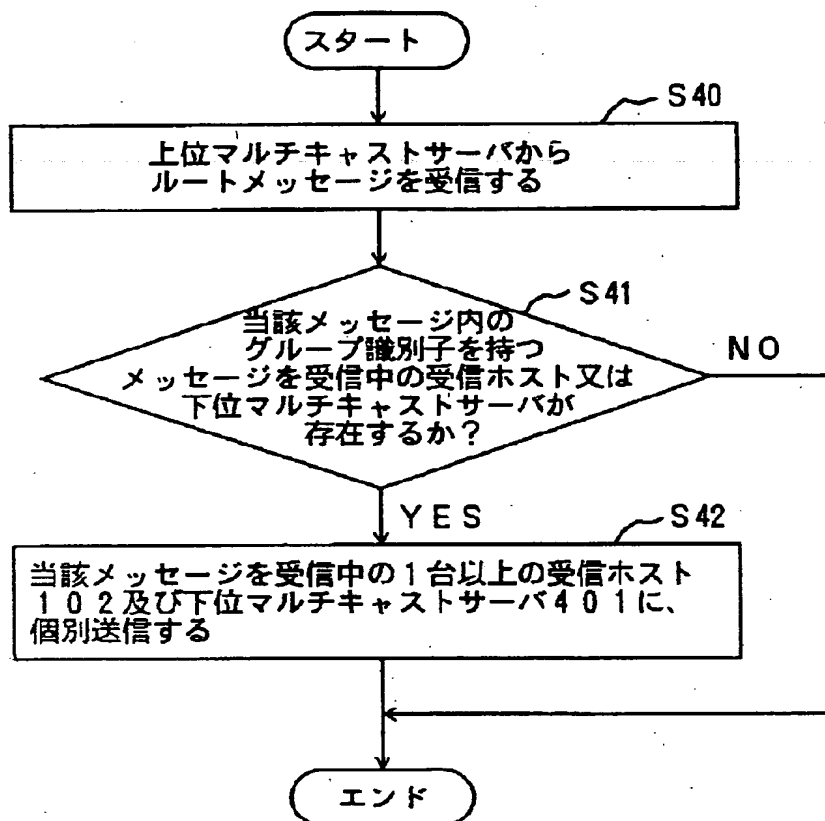 スタート
S40
上位マルチキャストサーバから
ルートメッセージを受信する
S41
当該メッセージ内の
グループ識別子を持つ
メッセージを受信中の受信ホスト又は
下位マルチキャストサーバが
存在するか？
NO
YES
S42
当該メッセージを受信中の１台以上の受信ホスト
１０２及び下位マルチキャストサーバ４０１に、
個別送信する
エンド